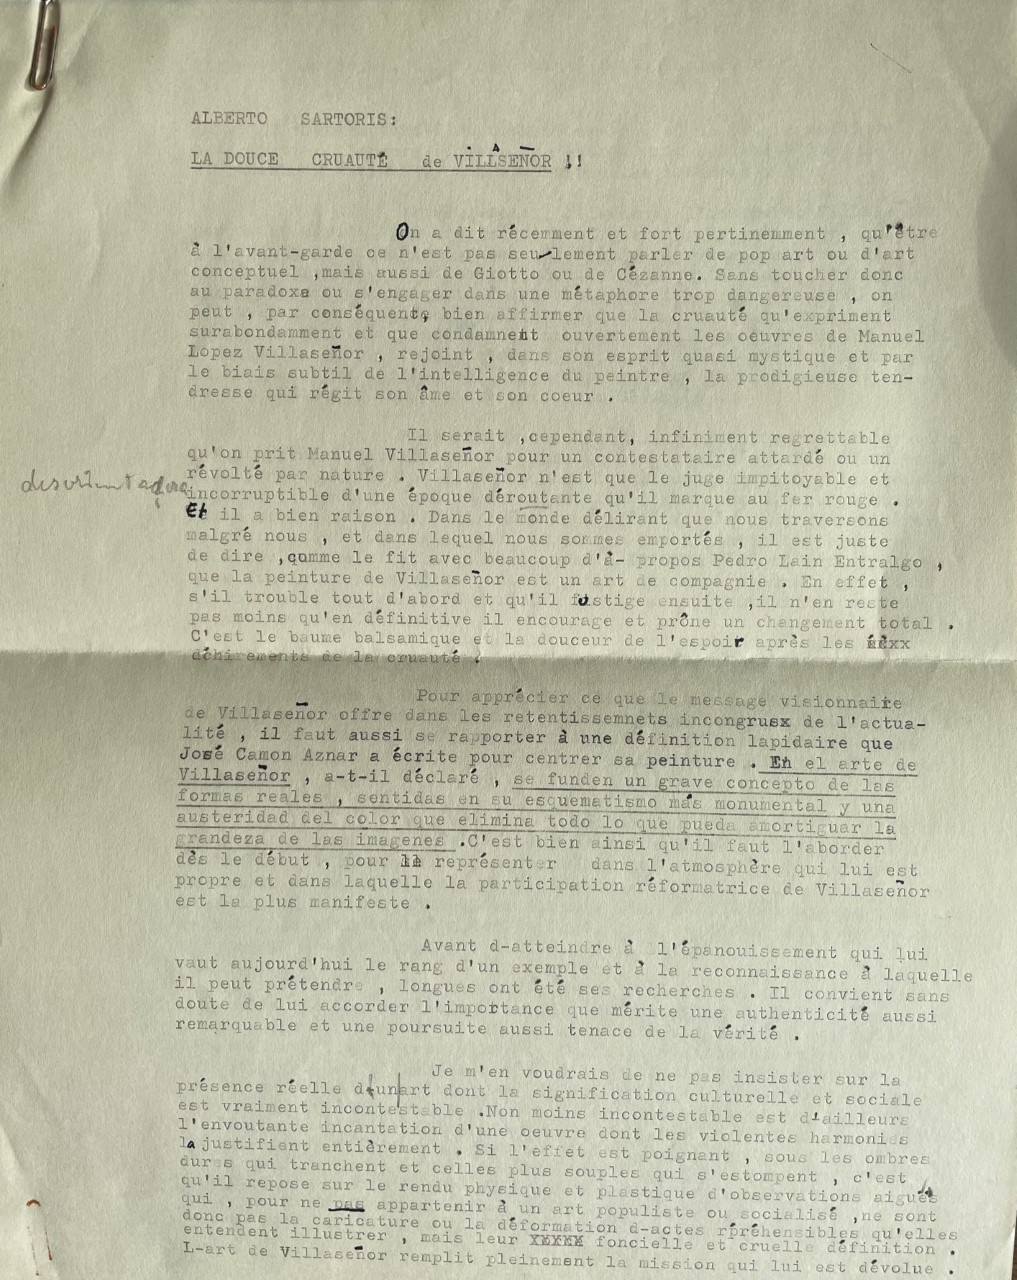 ALBERTO SARTORIS:
LA DOUCE CRUAUTÉ de VILLASEÑOR !!
On a dit récemment et fort pertinemment , qu'être
à l'avant-garde ce n'est pas seulement parler de pop art ou d'art
conceptuel ,mais aussi de Giotto ou de Cézanne. Sans toucher donc
au paradoxe ou s'engager dans une métaphore trop dangereuse , on
peut , par conséquent, bien affirmer que la cruauté qu'expriment
surabondamment et que condamnent ouvertement les oeuvres de Manuel
Lopez Villaseñor , rejoint , dans son esprit quasi mystique et par
le biais subtil de l'intelligence du peintre , la prodigieuse ten-
dresse qui régit son âme et son coeur .
Il serait ,cependant, infiniment regrettable
qu'on prit Manuel Villaseñor pour un contestataire attardé ou un
révolté par nature . Villaseñor n'est que le juge impitoyable et
incorruptible d'une époque déroutante qu'il marque au fer rouge .
Et il a bien raison . Dans le monde délirant que nous traversons
malgré nous , et dans lequel nous sommes emportés , il est juste
de dire ,comme le fit avec beaucoup d'à- propos Pedro Lain Entralgo ,
que la peinture de Villaseñor est un art de compagnie . En effet ,
s'il trouble tout d'abord et qu'il fustige ensuite ,il n'en reste
pas moins qu'en définitive il encourage et prône un changement total .
C'est le baume balsamique et la douceur de l'espoir après les xx
déchirements de la cruauté .
Pour apprécier ce que le message visionnaire
de Villaseñor offre dans les retentissemnets incongrusx de l'actua-
lité , il faut aussi se rapporter à une définition lapidaire que
José Camon Aznar a écrite pour centrer sa peinture . En el arte de
Villaseñor , a-t-il déclaré , se funden un grave concepto de las
formas reales , sentidas en su esquematismo más monumental y una
austeridad del color que elimina todo lo que pueda amortiguar la
grandeza de las imagenes .C'est bien ainsi qu'il faut l'aborder
dès le début , pour le représenter dans l'atmosphère qui lui est
propre et dans laquelle la participation réformatrice de Villaseñor
est la plus manifeste .
Avant d-atteindre à l'épanouissement qui lui
vaut aujourd'hui le rang d'un exemple et à la reconnaissance à laquelle
il peut prétendre , longues ont été ses recherches . Il convient sans
doute de lui accorder l'importance que mérite une authenticité aussi
remarquable et une poursuite aussi tenace de la vérité .
Je m'en voudrais de ne pas insister sur la
présence réelle d'un art dont la signification culturelle et sociale
est vraiment incontestable .Non moins incontestable est d'ailleurs
l'envoutante incantation d'une oeuvre dont les violentes harmonies
la justifient entièrement . Si l'effet est poignant , sous les ombres
dures qui tranchent et celles plus souples qui s'estompent , c'est
qu'il repose sur le rendu physique et plastique d'observations aigues
qui , pour ne pas appartenir à un art populiste ou socialisé ,ne sont
donc pas la caricature ou la déformation d-actes rpréhensibles qu'elles
entendent illustrer , mais leur XXXXX foncielle et cruelle définition .
L-art de Villaseñor remplit pleinement la mission qui lui est dévolue .